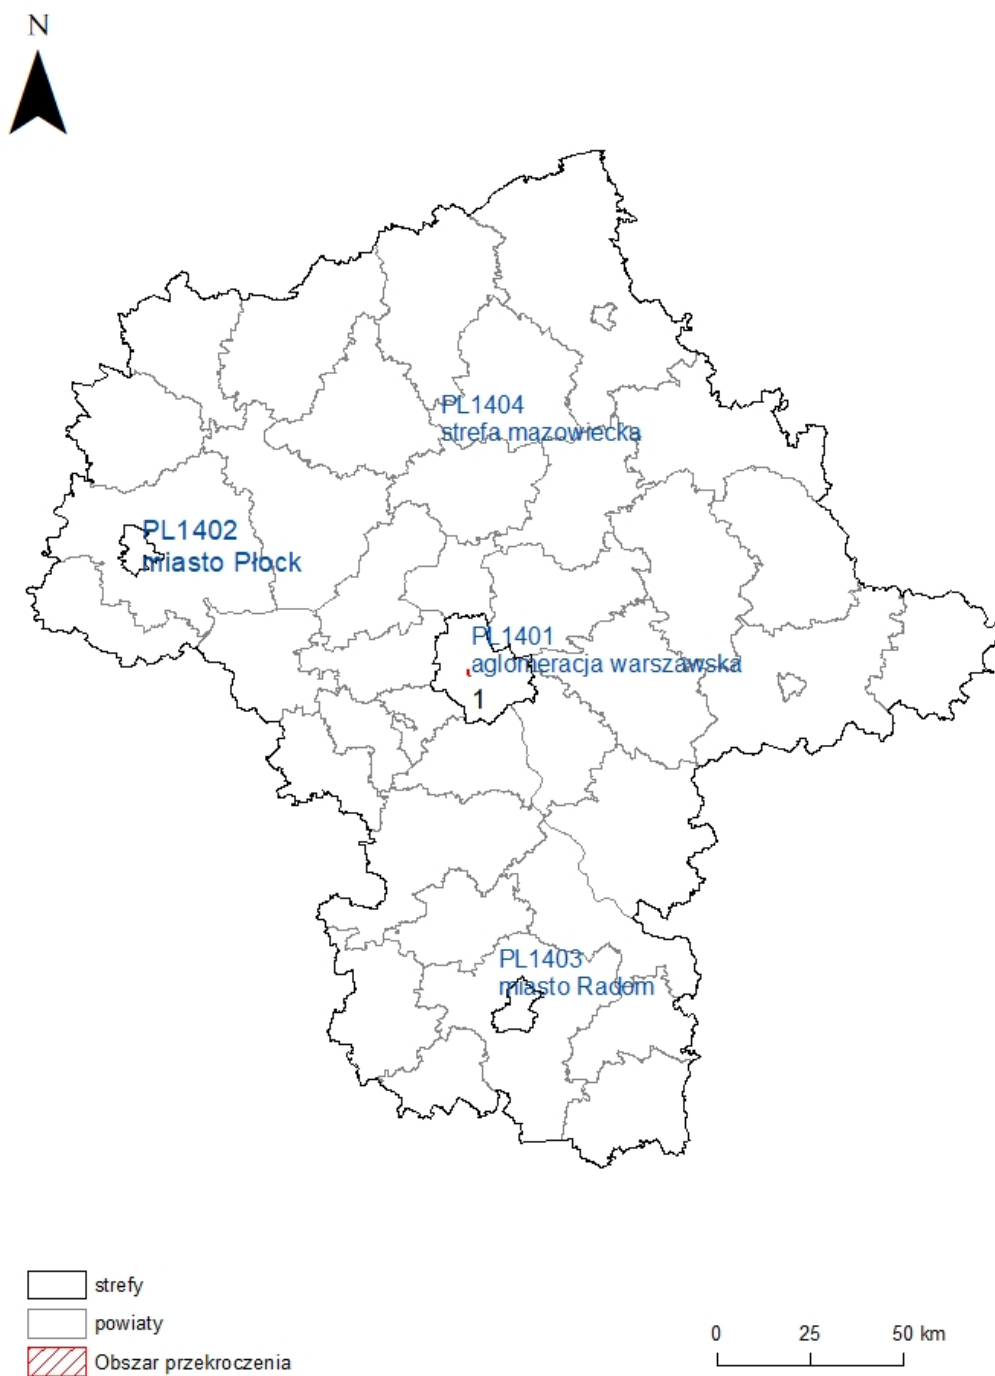 N
PL1404
strefa mazowiecka
PL1402
miasto Płock
PL1401
aglomeracja warszawska
1
PL1403
miasto Radom
strefy
powiaty
Obszar przekroczenia
0 25 50 km